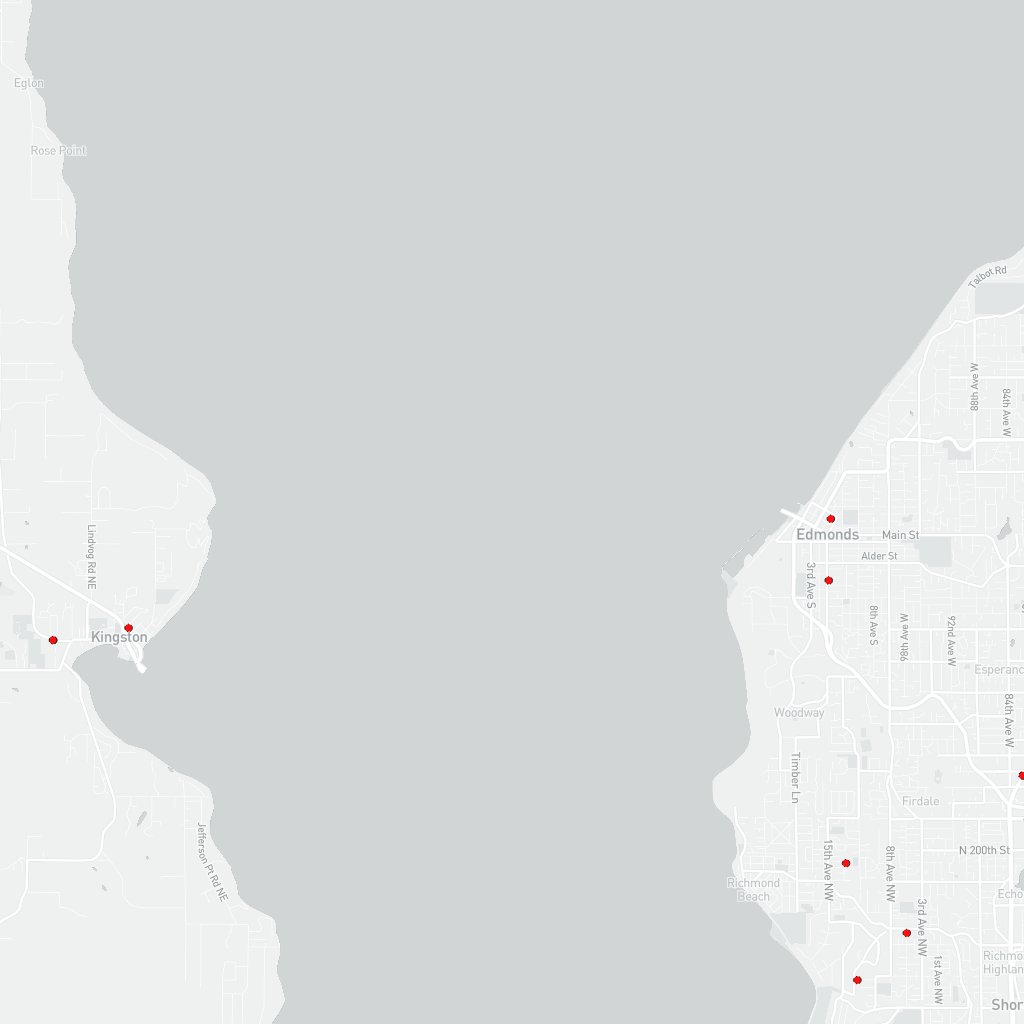 Eglon
Rose Point
Talbot Rd
88th Ave W
84th Ave W
Edmonds
Main St
Alder St
Lindvog Rd NE
3rd Ave S
8th Ave S
98th Ave W
92nd Ave W
Kingston
Esperanc
84th Ave W
Woodway
Timber Ln
Firdale
Jefferson Pt Rd NE
15th Ave NW
8th Ave NW
N 200th St
Richmond
Beach
Echo
3rd Ave NW
1st Ave NW
Richmo
Highlan
Shor